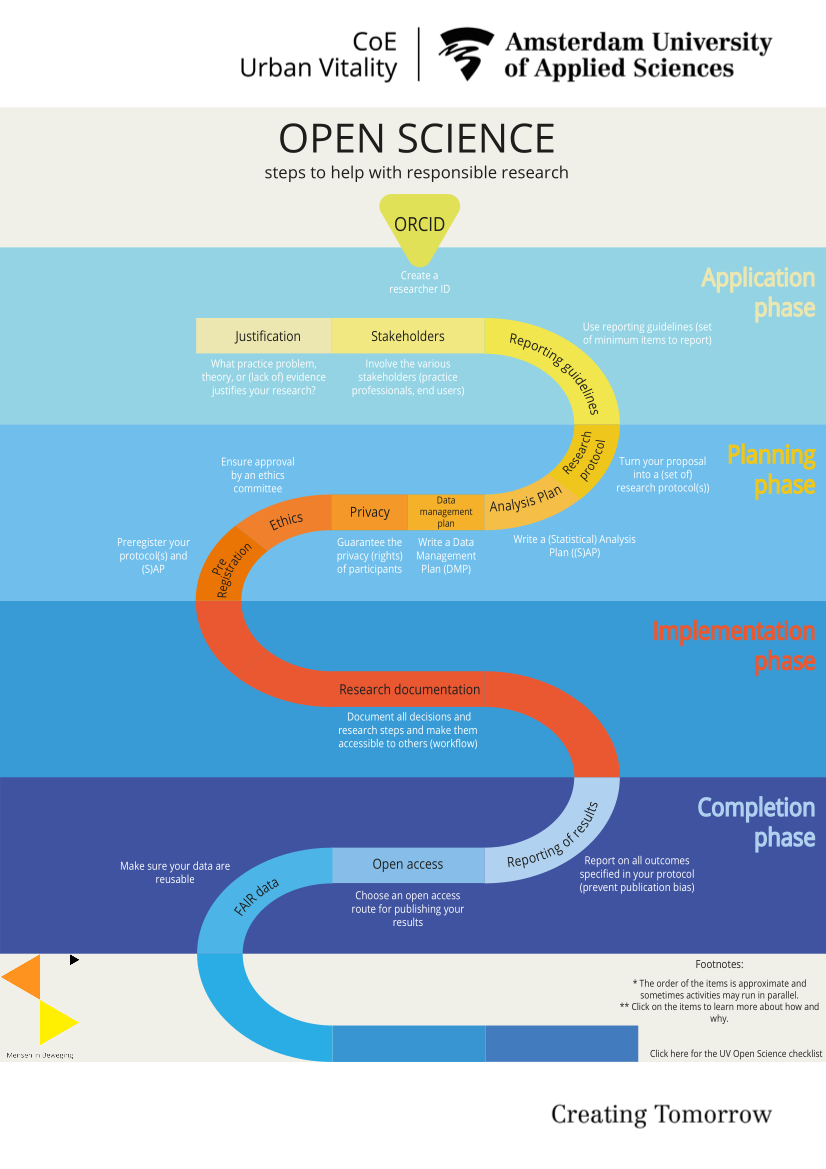 CoE
Urban Vitality
Amsterdam University
of Applied Sciences
OPEN SCIENCE
steps to help with responsible research
ORCID
Create a
researcher ID
Application
phase
Justification
Stakeholders
Reporting guidelines
Use reporting guidelines (set
of minimum items to report)
What practice problem,
theory, or (lack of) evidence
justifies your research?
Involve the various
stakeholders (practice
professionals, end users)
Planning
phase
Research
protocol
Turn your proposal
into a (set of)
research protocol(s))
Analysis Plan
Write a (Statistical) Analysis
Plan ((S)AP)
Data
management
plan
Write a Data
Management
Plan (DMP)
Privacy
Guarantee the
privacy (rights)
of participants
Ensure approval
by an ethics
committee
Ethics
Preregister your
protocol(s) and
(S)AP
Pre
Registration
Implementation
phase
Research documentation
Document all decisions and
research steps and make them
accessible to others (workflow)
Completion
phase
Reporting of results
Report on all outcomes
specified in your protocol
(prevent publication bias)
Open access
Choose an open access
route for publishing your
results
Make sure your data are
reusable
FAIR data
Footnotes:
* The order of the items is approximate and
sometimes activities may run in parallel.
** Click on the items to learn more about how and
why.
Mensen in Beweging
Click here for the UV Open Science checklist
Creating Tomorrow